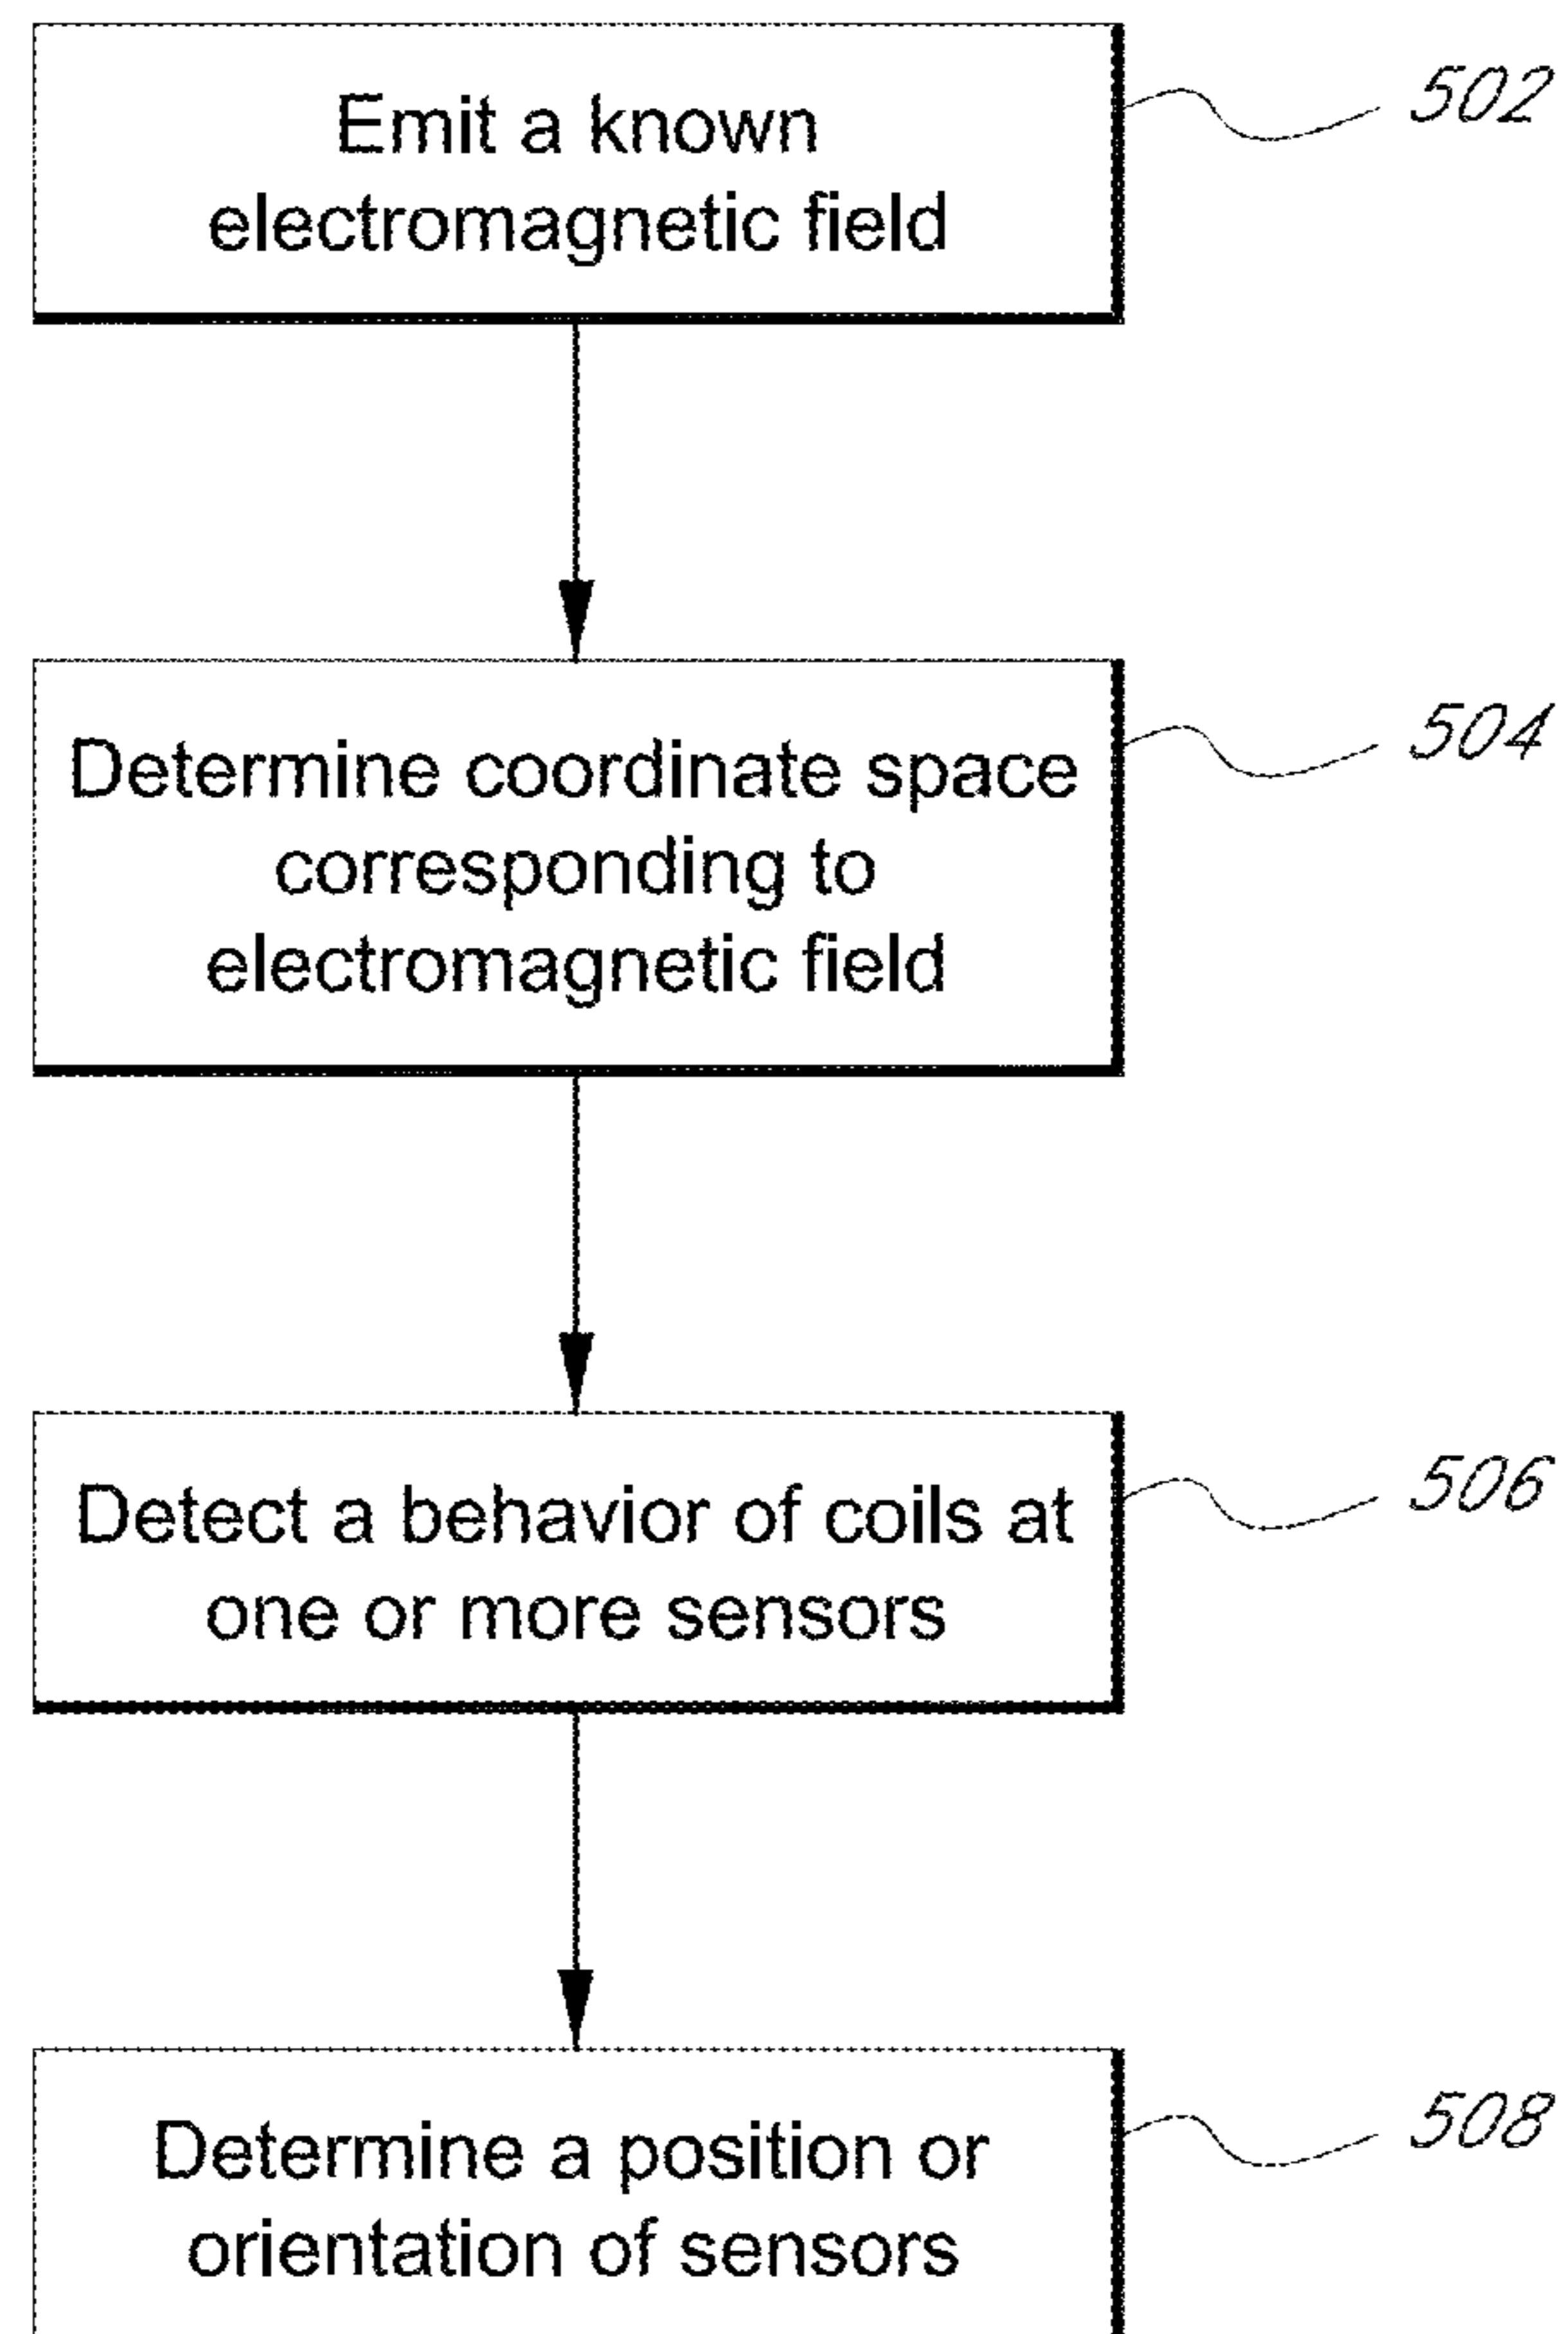 Emit a known
electromagnetic field
502
Determine coordinate space
corresponding to
electromagnetic field
504
Detect a behavior of coils at
one or more sensors
506
Determine a position or
orientation of sensors
508